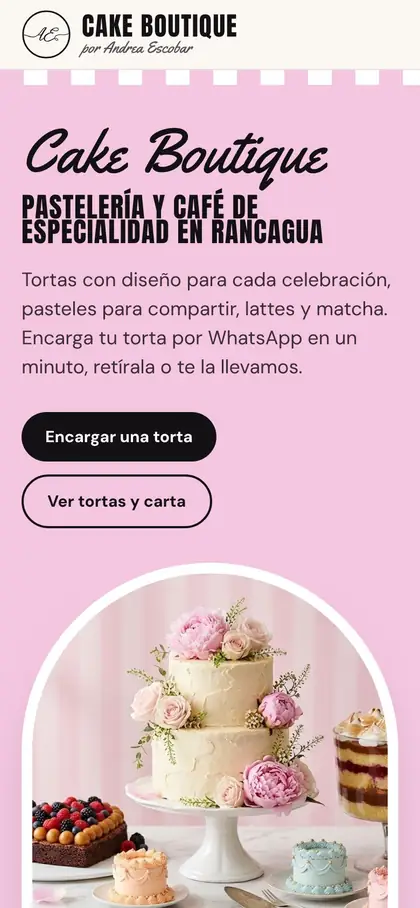 AE
CAKE BOUTIQUE
por Andrea Escobar
Cake Boutique
PASTELERÍA Y CAFÉ DE
ESPECIALIDAD EN RANCAGUA
Tortas con diseño para cada celebración,
pasteles para compartir, lattes y matcha.
Encarga tu torta por WhatsApp en un
minuto, retírala o te la llevamos.
Encargar una torta
Ver tortas y carta